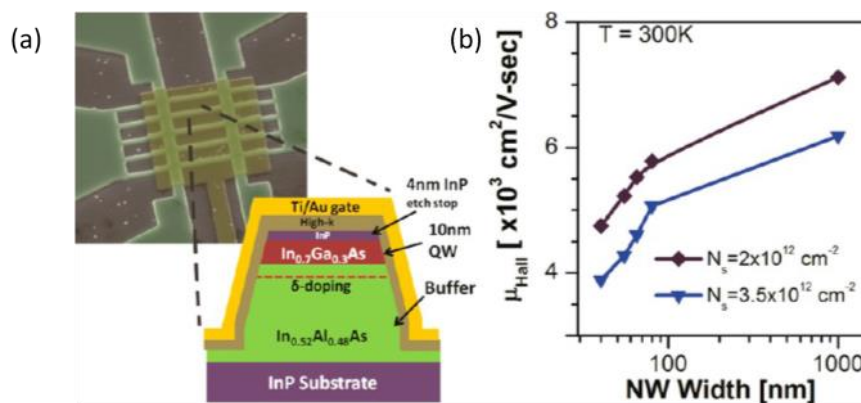 (a)
4nm InP
etch stop
Ti/Au gate
High-k
InP
10nm
QW
In0.7Ga0.3As
δ-doping
Buffer
In0.52Al0.48As
InP Substrate
(b)
T = 300K
μHall [ x10³ cm²/V-sec]
8
6
4
Ns=2x10¹² cm⁻²
Ns=3.5x10¹² cm⁻²
100
1000
NW Width [nm]